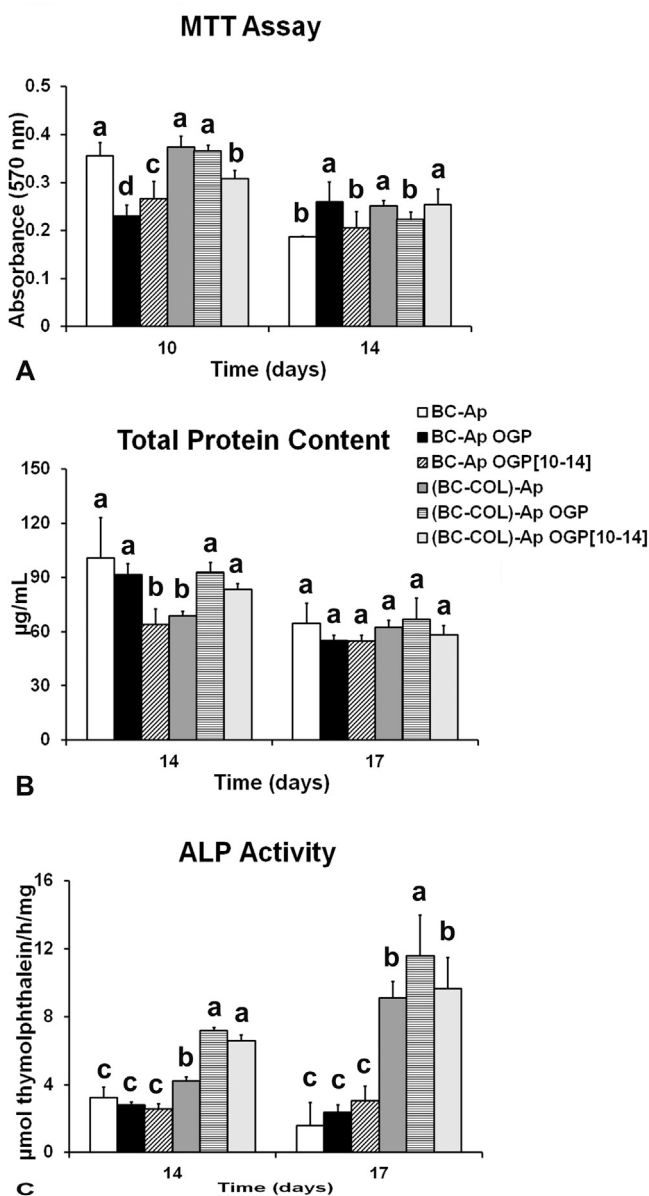 MTT Assay
Absorbance (570 nm)
0.5
0.4
0.3
0.2
0.1
0
a d c a a b
b a b a b a
10 14
Time (days)
A
BC-Ap
BC-Ap OGP
BC-Ap OGP[10-14]
(BC-COL)-Ap
(BC-COL)-Ap OGP
(BC-COL)-Ap OGP[10-14]
Total Protein Content
µg/mL
150
120
90
60
30
0
a a b b a a
a a a a a a
14 17
Time (days)
B
ALP Activity
µmol thymolphthalein/h/mg
16
12
8
4
0
c c c b a a
c c c b a b
14 17
Time (days)
C